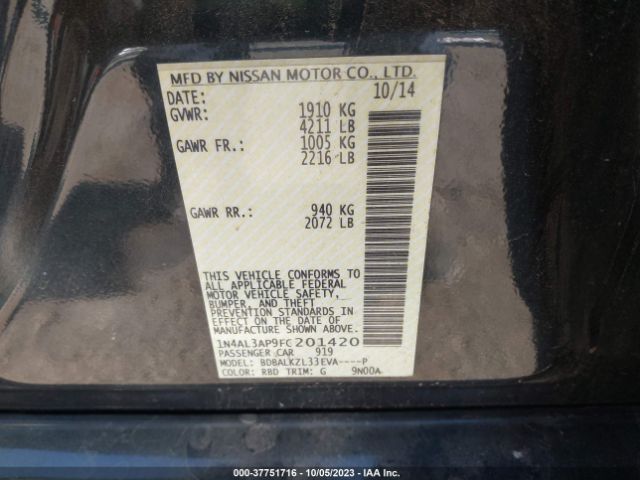 MFD BY NISSAN MOTOR CO., LTD.
DATE: 10/14
GVWR: 1910 KG
4211 LB
GAWR FR.: 1005 KG
2216 LB
GAWR RR.: 940 KG
2072 LB
THIS VEHICLE CONFORMS TO
ALL APPLICABLE FEDERAL
MOTOR VEHICLE SAFETY,
BUMPER, AND THEFT
PREVENTION STANDARDS
IN EFFECT ON THE DATE OF
MANUFACTURE SHOWN ABOVE.
1N4AL3AP9FC201420
PASSENGER CAR 919
MODEL: BDBALKZL33EVA----P
COLOR: RBD TRIM: G 9N00A
000-37751716 - 10/05/2023 - IAA Inc.